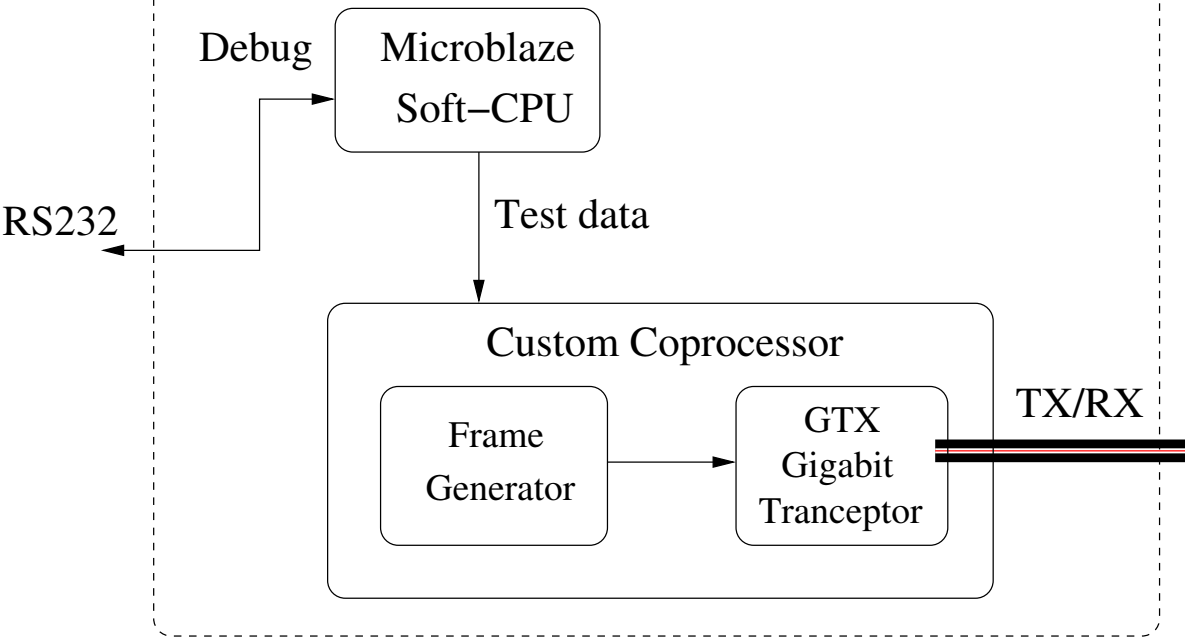 Debug
Microblaze
Soft−CPU
RS232
Test data
Custom Coprocessor
TX/RX
Frame
Generator
GTX
Gigabit
Tranceptor